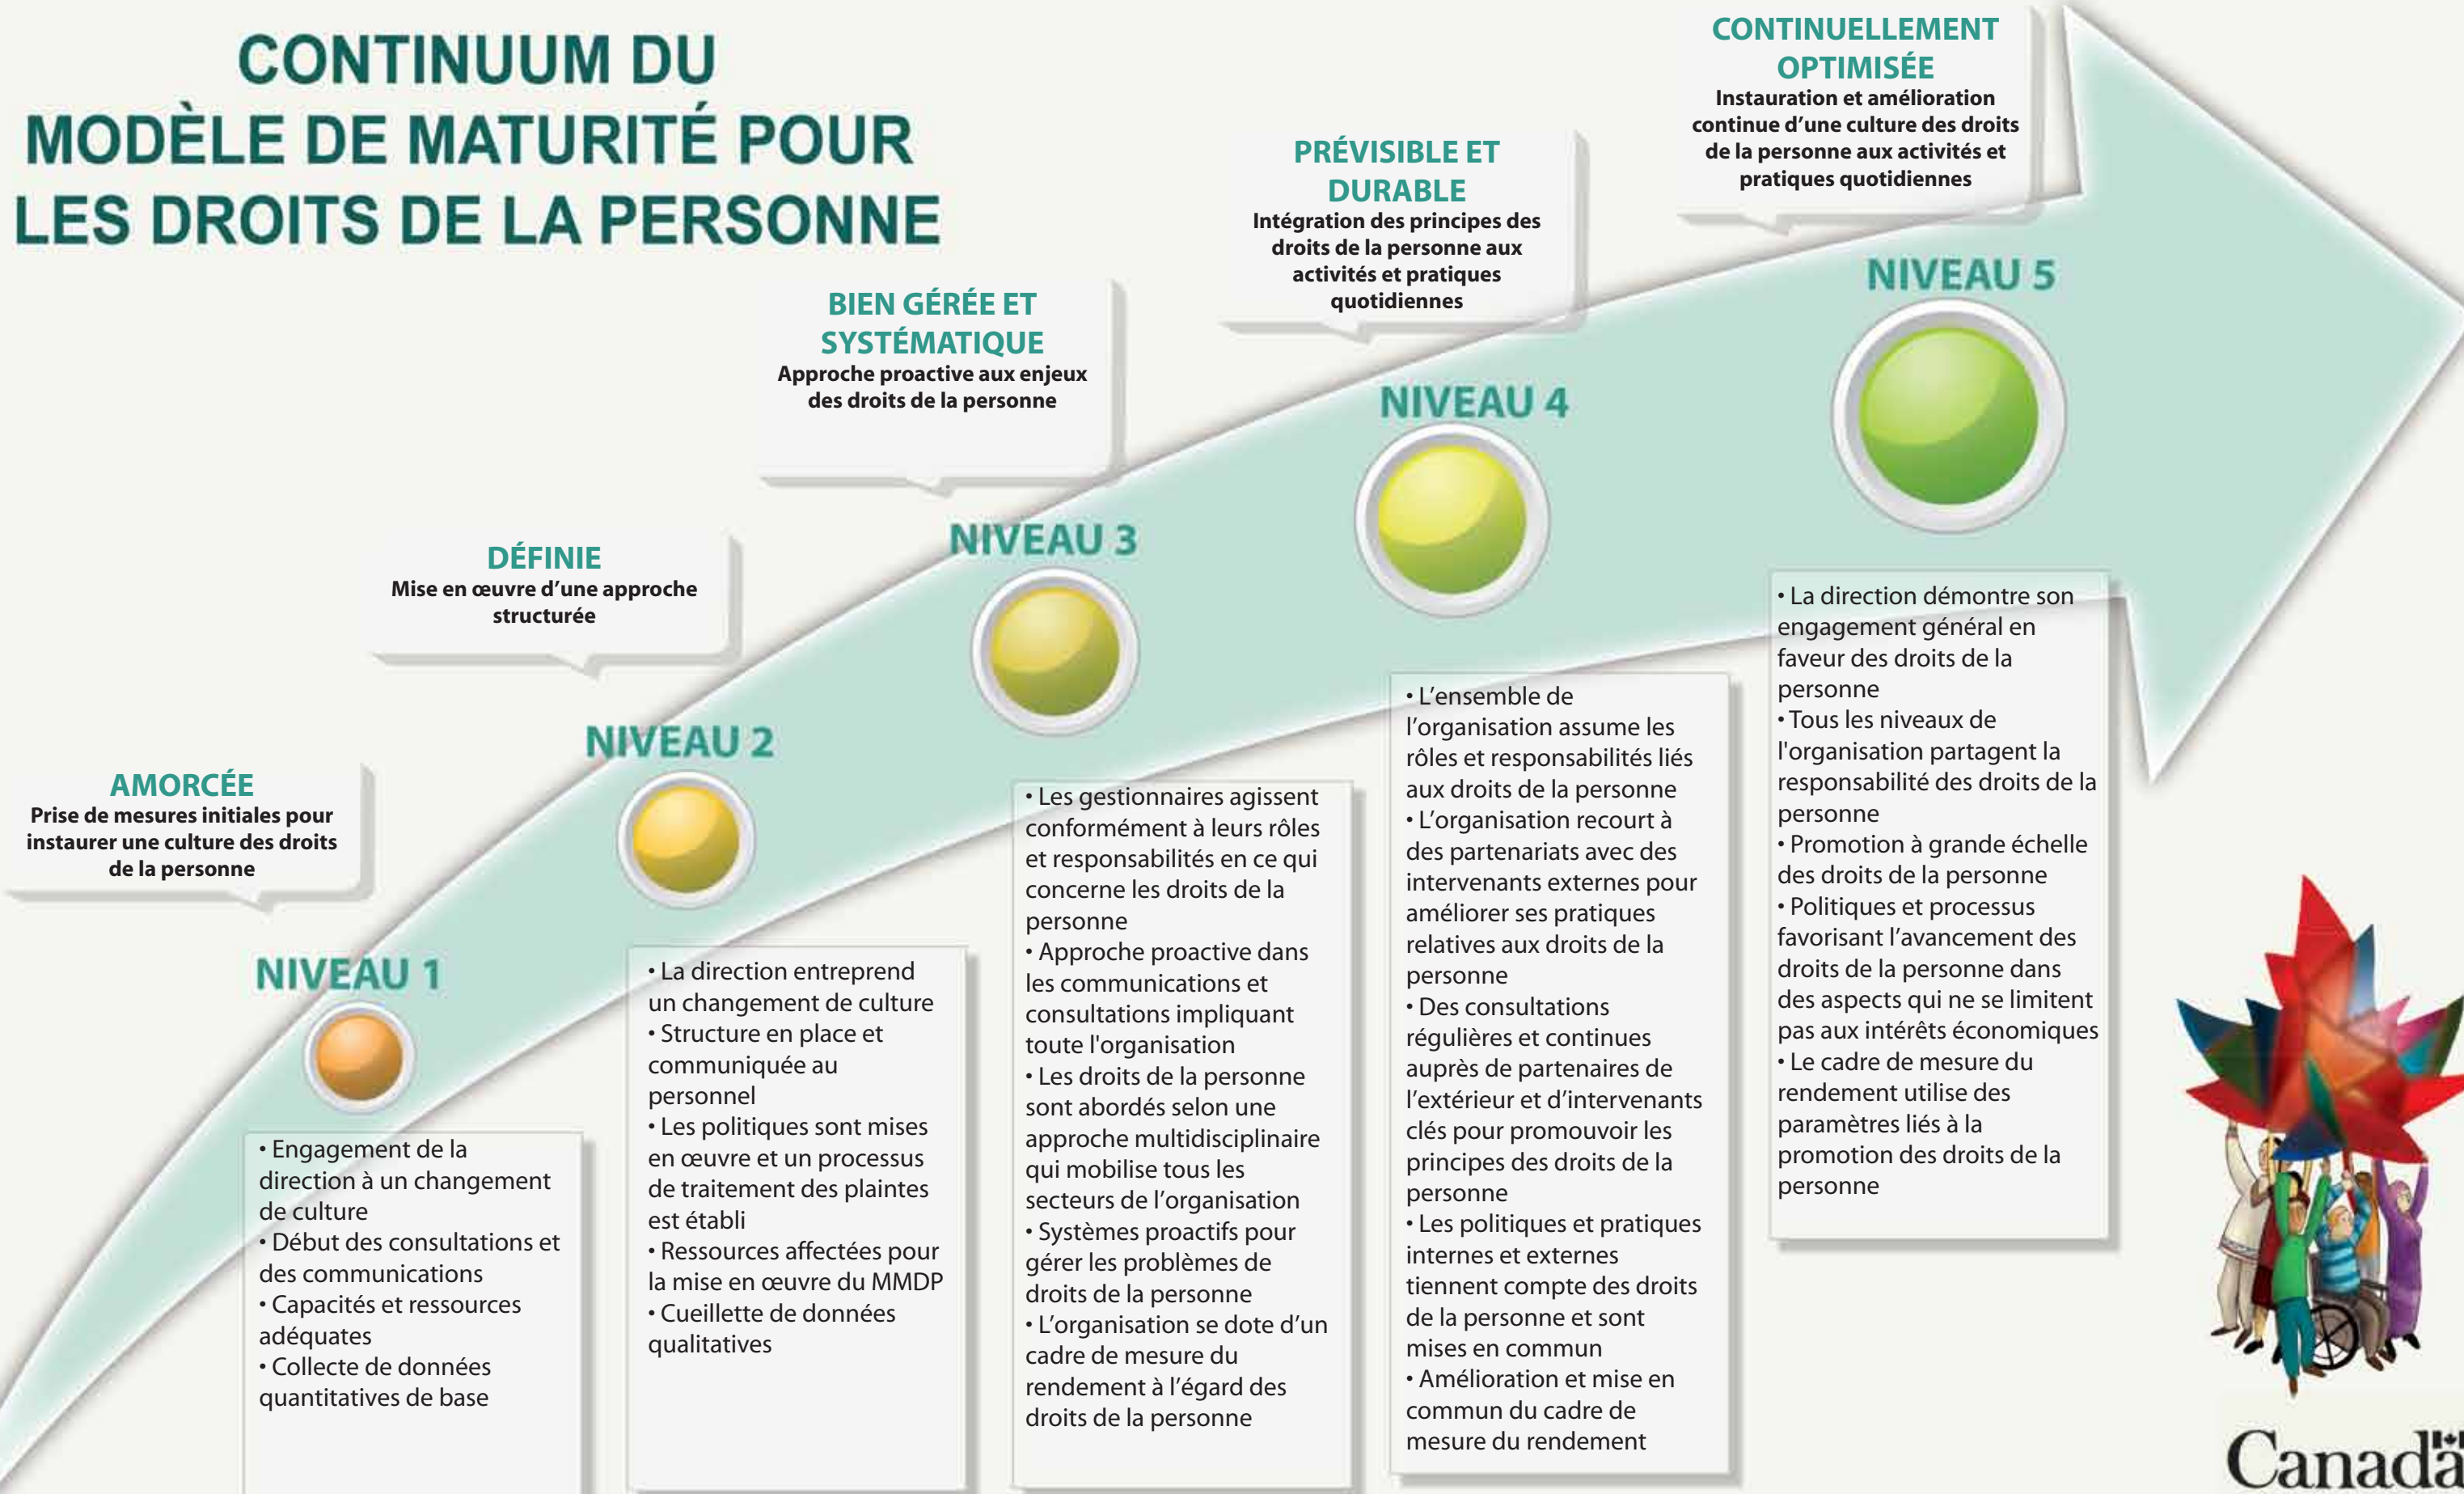 CONTINUUM DU
MODÈLE DE MATURITÉ POUR
LES DROITS DE LA PERSONNE
AMORCÉE
Prise de mesures initiales pour
instaurer une culture des droits
de la personne
NIVEAU 1
• Engagement de la
direction à un changement
de culture
• Début des consultations et
des communications
• Capacités et ressources
adéquates
• Collecte de données
quantitatives de base
DÉFINIE
Mise en œuvre d'une approche
structurée
NIVEAU 2
• La direction entreprend
un changement de culture
• Structure en place et
communiquée au
personnel
• Les politiques sont mises
en œuvre et un processus
de traitement des plaintes
est établi
• Ressources affectées pour
la mise en œuvre du MMDP
• Cueillette de données
qualitatives
BIEN GÉRÉE ET
SYSTÉMATIQUE
Approche proactive aux enjeux
des droits de la personne
NIVEAU 3
• Les gestionnaires agissent
conformément à leurs rôles
et responsabilités en ce qui
concerne les droits de la
personne
• Approche proactive dans
les communications et
consultations impliquant
toute l'organisation
• Les droits de la personne
sont abordés selon une
approche multidisciplinaire
qui mobilise tous les
secteurs de l'organisation
• Systèmes proactifs pour
gérer les problèmes de
droits de la personne
• L'organisation se dote d'un
cadre de mesure du
rendement à l'égard des
droits de la personne
PRÉVISIBLE ET
DURABLE
Intégration des principes des
droits de la personne aux
activités et pratiques
quotidiennes
NIVEAU 4
• L'ensemble de
l'organisation assume les
rôles et responsabilités liés
aux droits de la personne
• L'organisation recourt à
des partenariats avec des
intervenants externes pour
améliorer ses pratiques
relatives aux droits de la
personne
• Des consultations
régulières et continues
auprès de partenaires de
l'extérieur et d'intervenants
clés pour promouvoir les
principes des droits de la
personne
• Les politiques et pratiques
internes et externes
tiennent compte des droits
de la personne et sont
mises en commun
• Amélioration et mise en
commun du cadre de
mesure du rendement
CONTINUELLEMENT
OPTIMISÉE
Instauration et amélioration
continue d'une culture des droits
de la personne aux activités et
pratiques quotidiennes
NIVEAU 5
• La direction démontre son
engagement général en
faveur des droits de la
personne
• Tous les niveaux de
l'organisation partagent la
responsabilité des droits de la
personne
• Promotion à grande échelle
des droits de la personne
• Politiques et processus
favorisant l'avancement des
droits de la personne dans
des aspects qui ne se limitent
pas aux intérêts économiques
• Le cadre de mesure du
rendement utilise des
paramètres liés à la
promotion des droits de la
personne
Canada